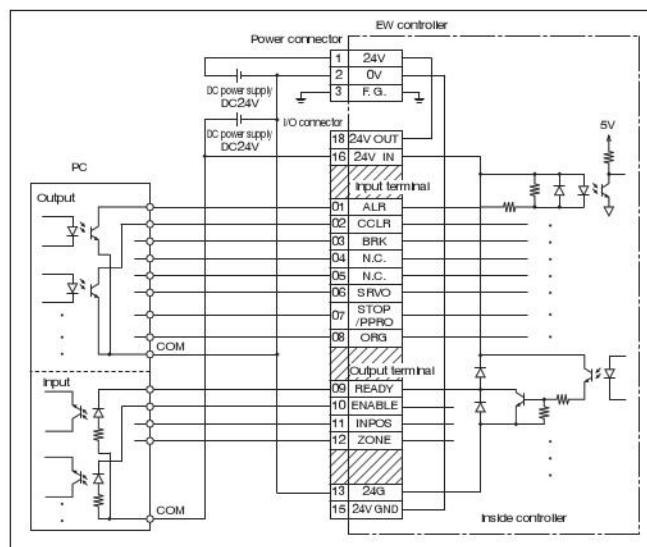 EW controller
Power connector
1 24V
2 0V
3 F. G.
DC power supply
DC24V
I/O connector
DC power supply
DC24V
18 24V OUT
16 24V IN
5V
PC
Output
Input terminal
01 ALR
02 CCLR
03 BRK
04 N.C.
05 N.C.
06 SRVO
07 STOP
/PPRO
08 ORG
COM
Output terminal
Input
09 READY
10 ENABLE
11 INPOS
12 ZONE
13 24G
COM
15 24V GND
Inside controller